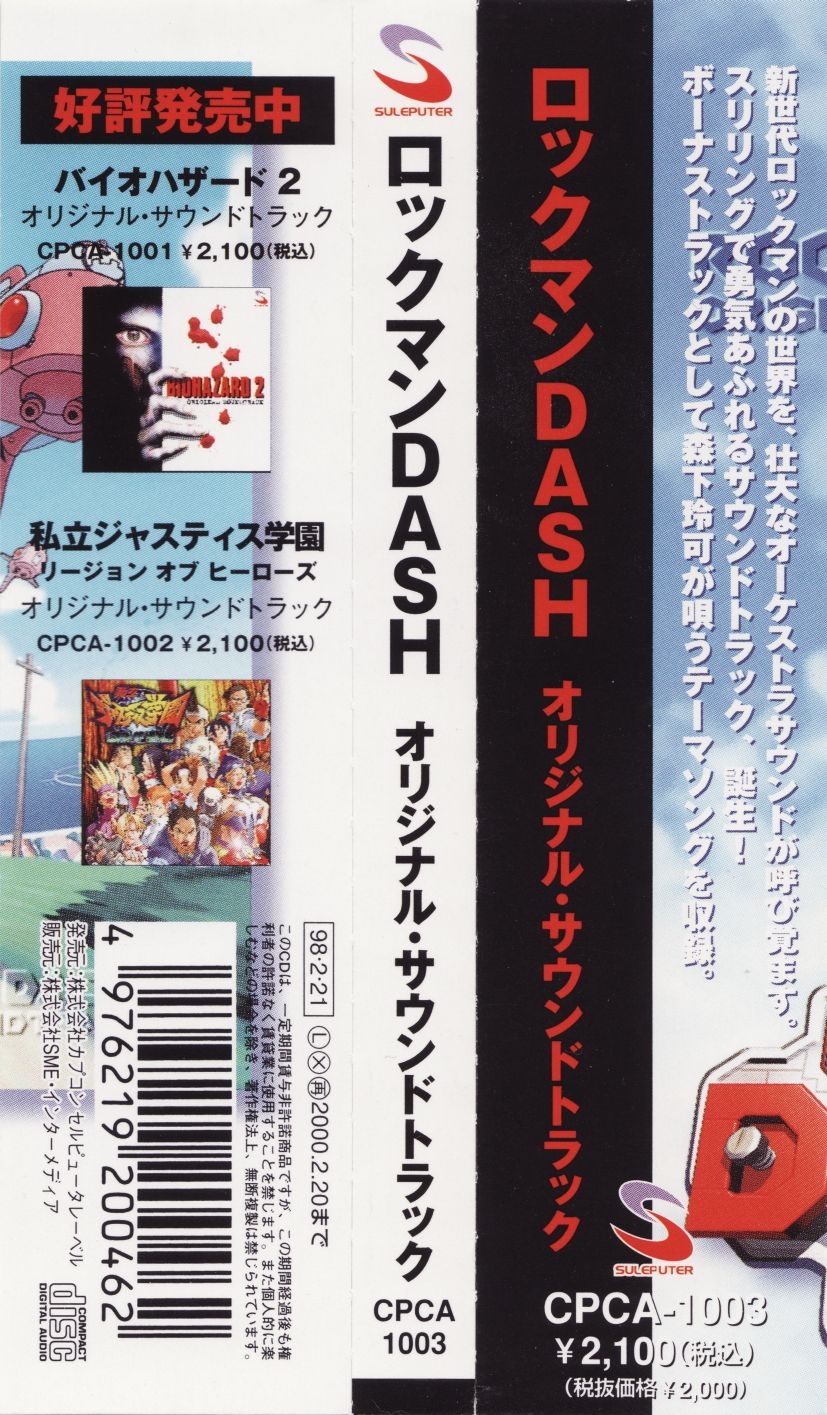 新世代ロックマンの世界を、壮大なオーケストラサウンドが呼び覚ます。
スリリングで勇気あふれるサウンドトラック、誕生！
ボーナストラックとして森下玲可が唄うテーマソングを収録。
ロックマンDASH オリジナル・サウンドトラック
SULEPUTER
CPCA-1003
¥2,100(税込)
(税抜価格¥2,000)
SULEPUTER
ロックマンDASH オリジナル・サウンドトラック
CPCA
1003
好評発売中
バイオハザード 2
オリジナル・サウンドトラック
CPCA-1001 ¥2,100(税込)
BIOHAZARD 2
ORIGINAL SOUNDTRACK
私立ジャスティス学園
リージョン オブ ヒーローズ
オリジナル・サウンドトラック
CPCA-1002 ¥2,100(税込)
98・2・21 Ⓛ Ⓧ 再 2000.2.20まで
このCDは、一定期間貸与非許諾商品ですが、この期間経過後も権
利者の許諾なく賃貸業に使用することを禁じます。また個人的に楽
しむなどの場合を除き、著作権法上、無断複製は禁じられています。
4 976219 200462
発売元：株式会社カプコン セルピュータレーベル
販売元：株式会社SME・インターメディア
COMPACT
disc
DIGITAL AUDIO